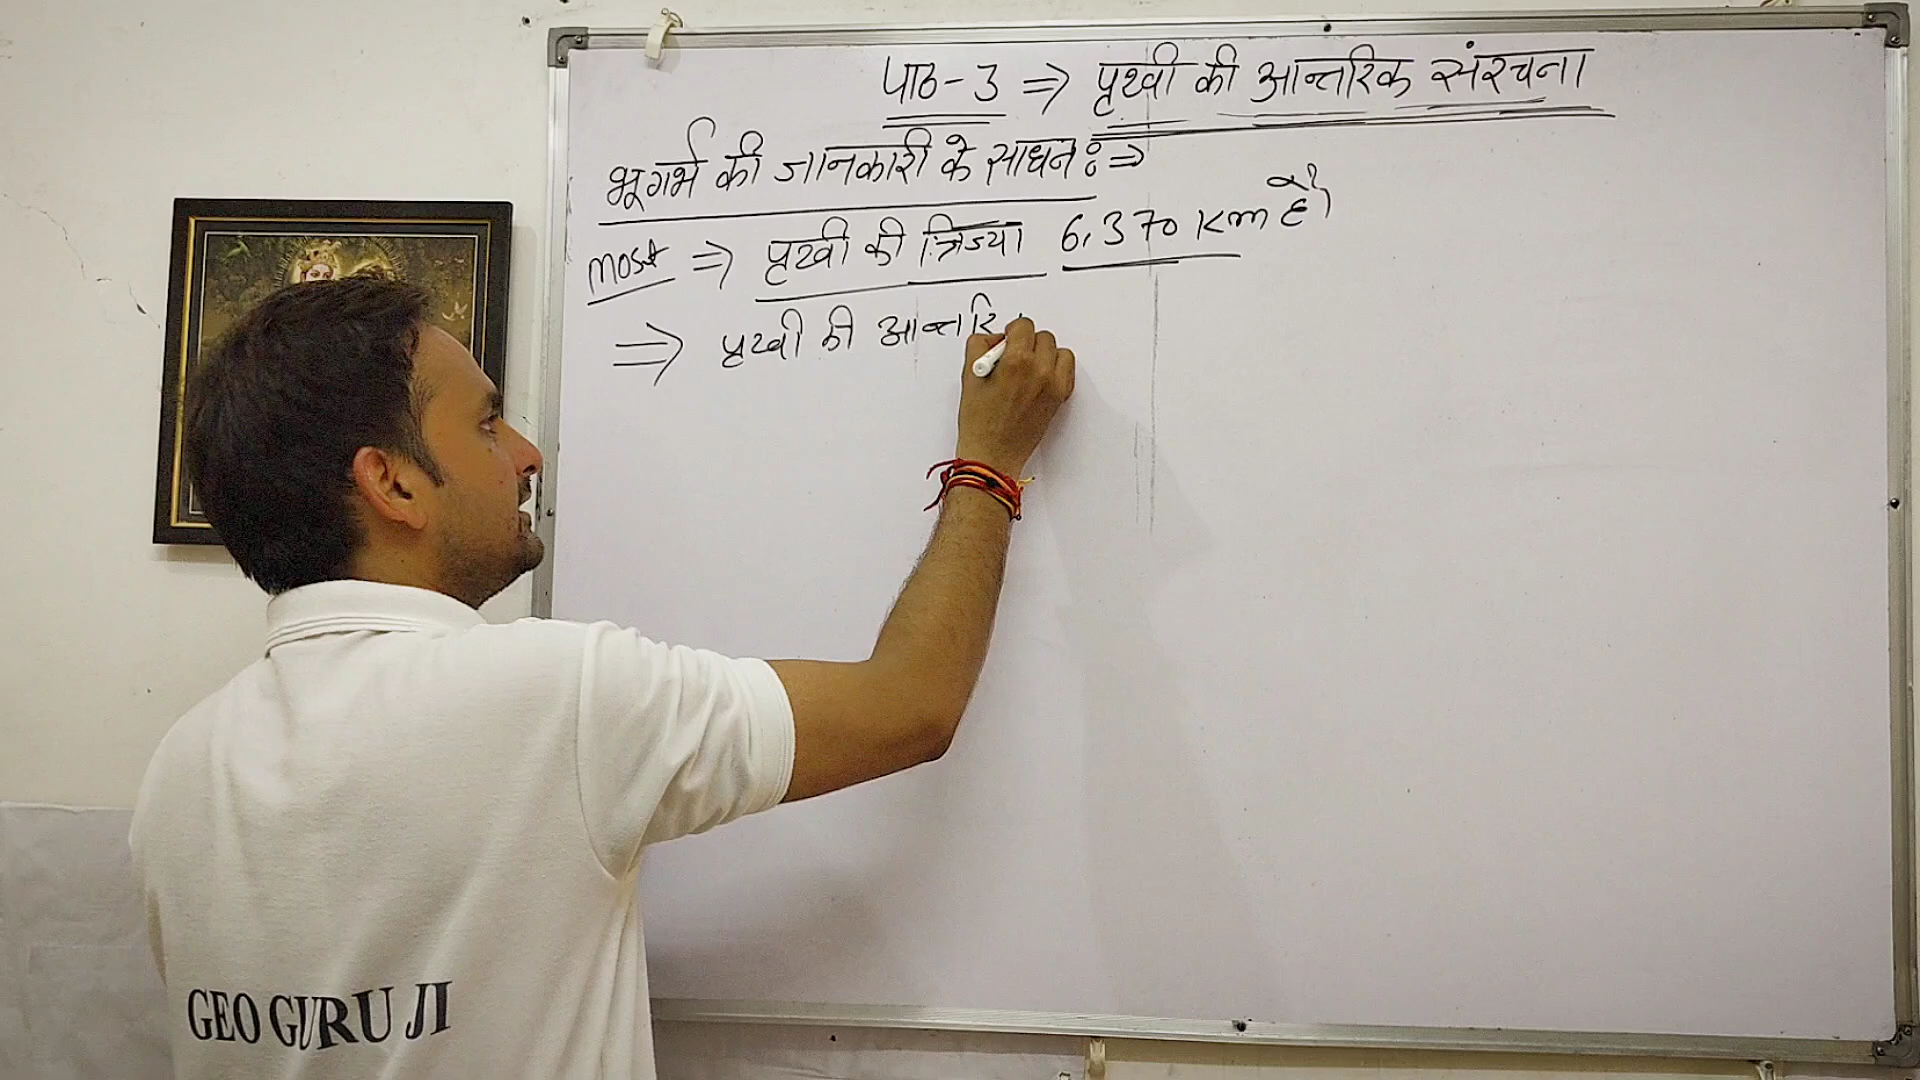 पाठ-3 ⇒ पृथ्वी की आन्तरिक संरचना
भूगर्भ की जानकारी के साधन:⇒
most ⇒ पृथ्वी की त्रिज्या 6,370 Km है।
⇒ पृथ्वी की आन्तरि
GEO GURU JI